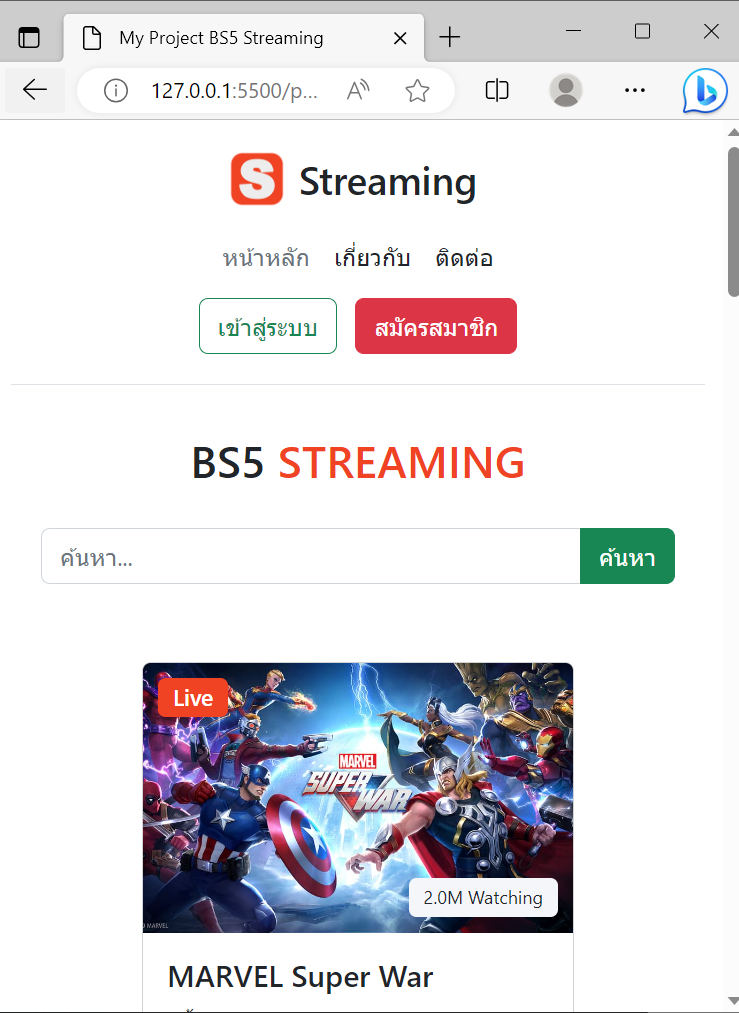 My Project BS5 Streaming
127.0.0.1:5500/p...
S Streaming
หน้าหลัก เกี่ยวกับ ติดต่อ
เข้าสู่ระบบ สมัครสมาชิก
BS5 STREAMING
ค้นหา... ค้นหา
Live
MARVEL
SUPER WAR
2.0M Watching
MARVEL
MARVEL Super War